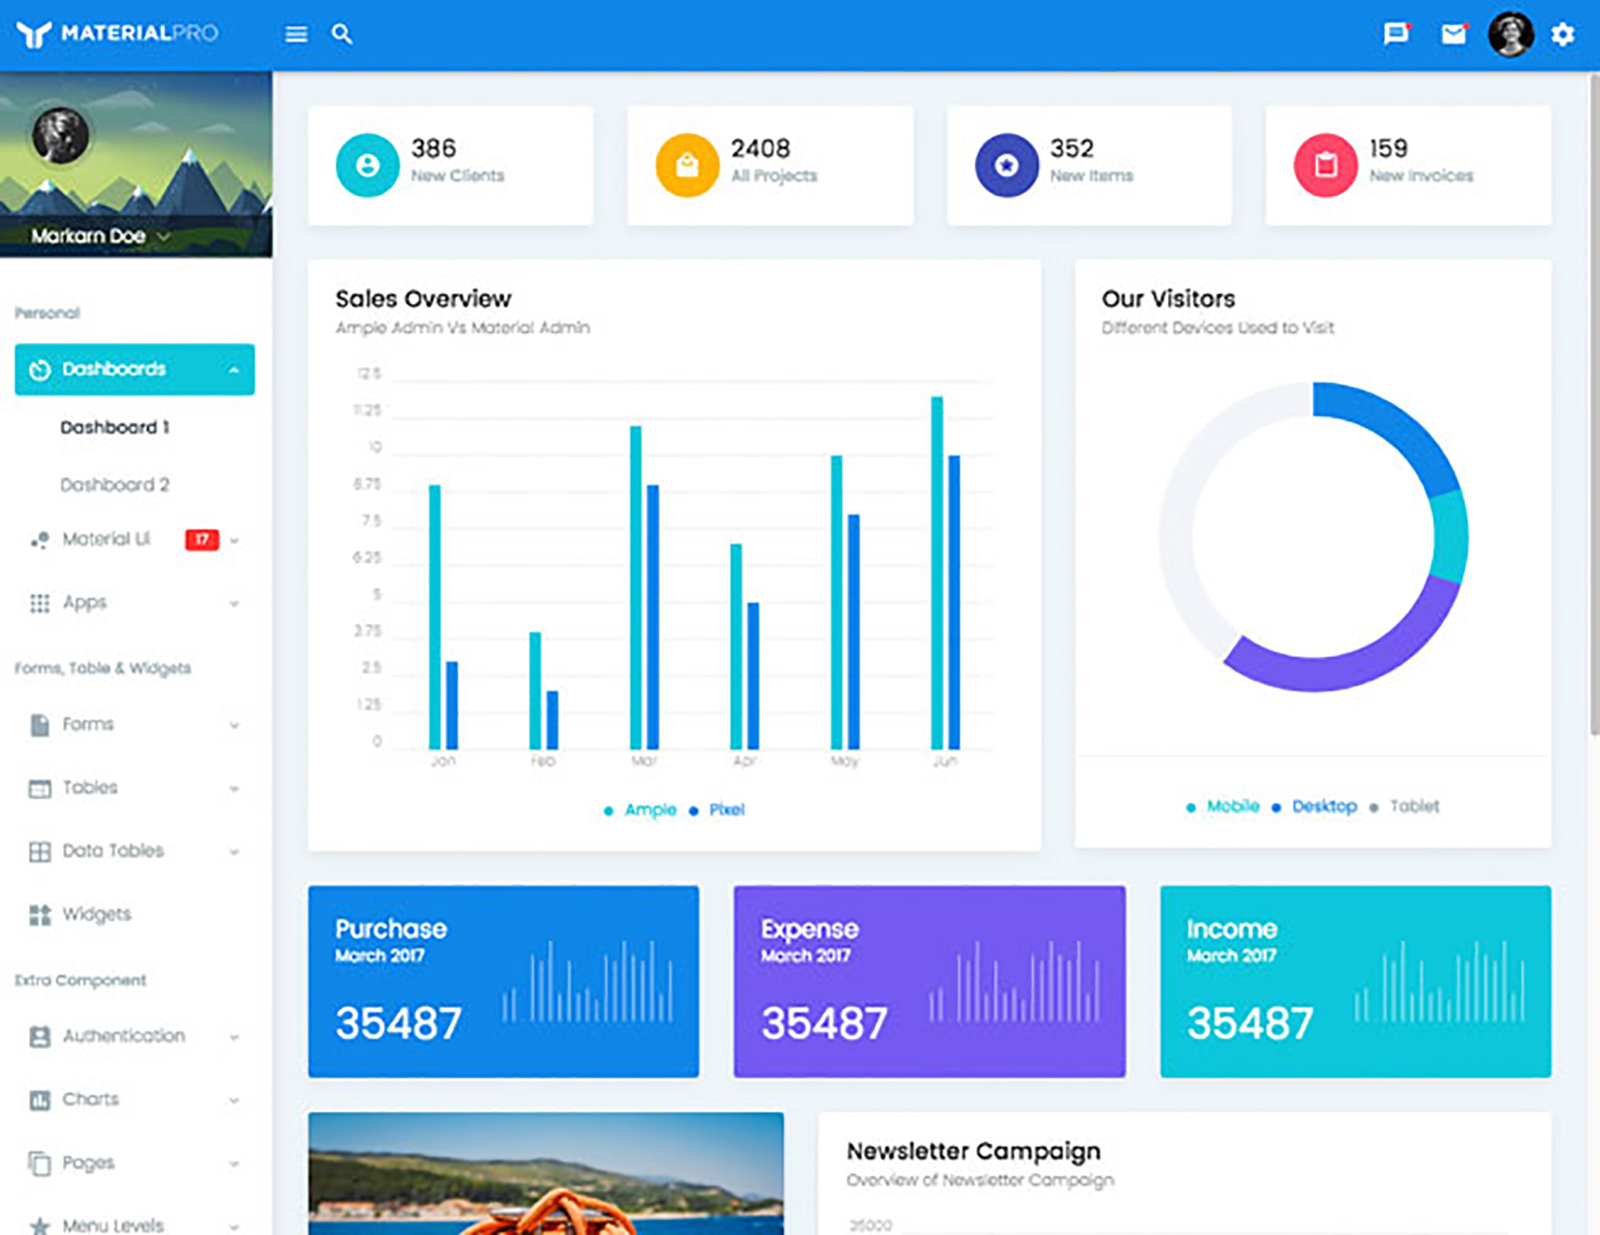 MATERIALPRO
Markarn Doe
Personal
Dashboards
Dashboard 1
Dashboard 2
Material Ui 17
Apps
Forms, Table & Widgets
Forms
Tables
Data Tables
Widgets
Extra Component
Authentication
Charts
Pages
Menu Levels
386
New Clients
2408
All Projects
352
New Items
159
New Invoices
Sales Overview
Ample Admin Vs Material Admin
12.5
11.25
10
8.75
7.5
6.25
5
3.75
2.5
1.25
0
Jan Feb Mar Apr May Jun
Ample Pixel
Our Visitors
Different Devices Used to Visit
Mobile Desktop Tablet
Purchase
March 2017
35487
Expense
March 2017
35487
Income
March 2017
35487
Newsletter Campaign
Overview of Newsletter Campaign
35000